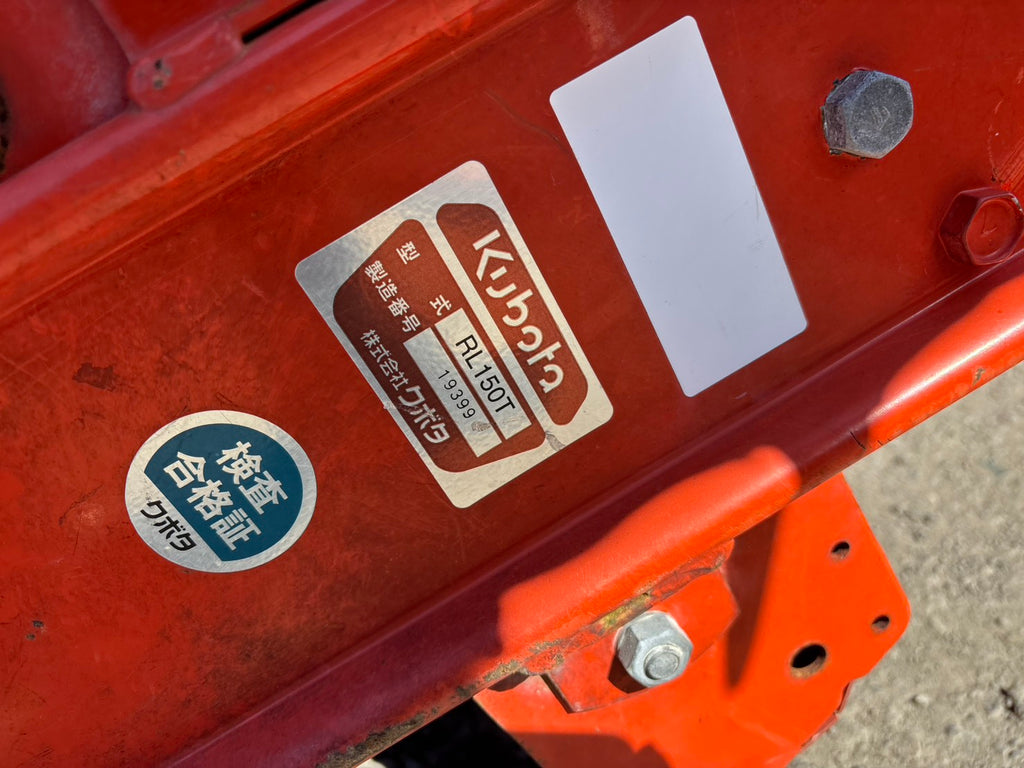 Kubota
型式 RL150T
製造番号 19399
株式会社クボタ
検査
合格証
クボタ